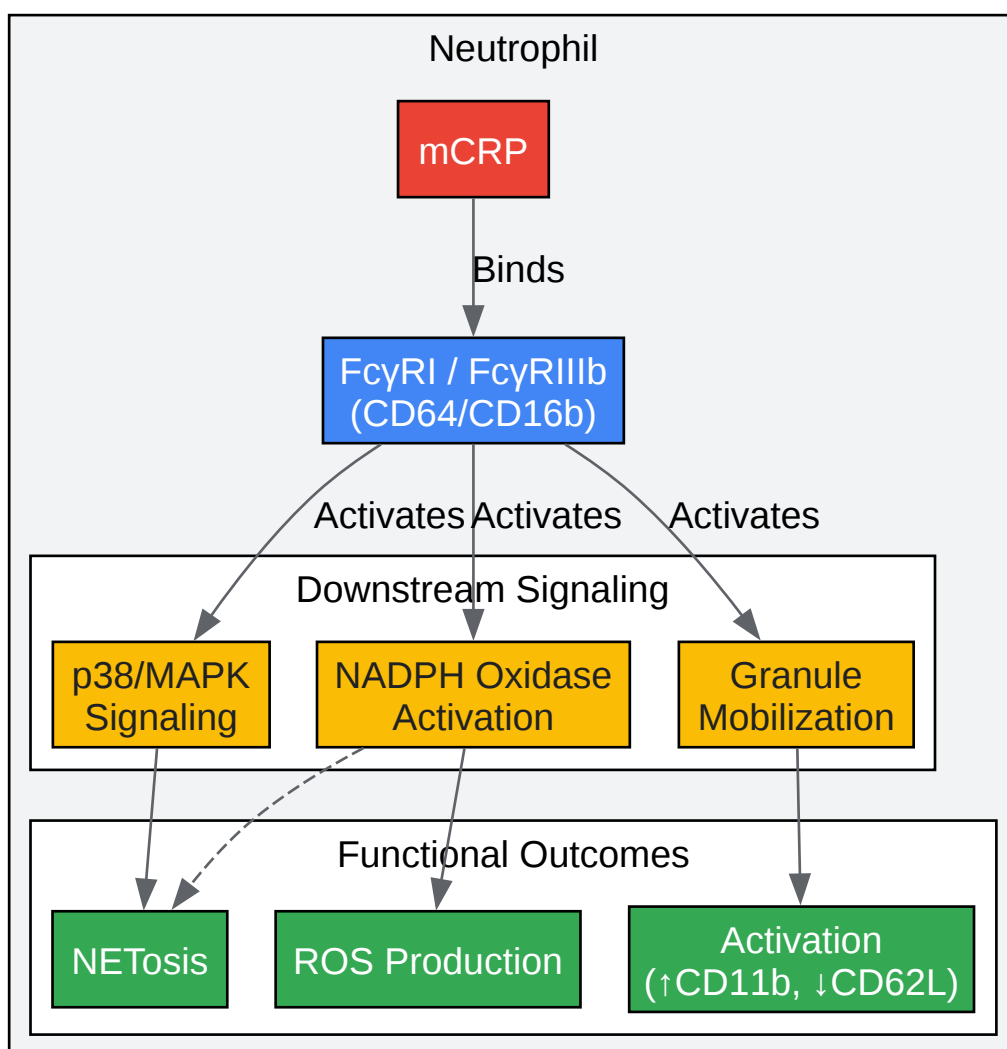 Neutrophil
mCRP
Binds
FcγRI / FcγRIIIb
(CD64/CD16b)
Activates
Activates
Activates
Downstream Signaling
p38/MAPK
Signaling
NADPH Oxidase
Activation
Granule
Mobilization
Functional Outcomes
NETosis
ROS Production
Activation
(↑CD11b, ↓CD62L)